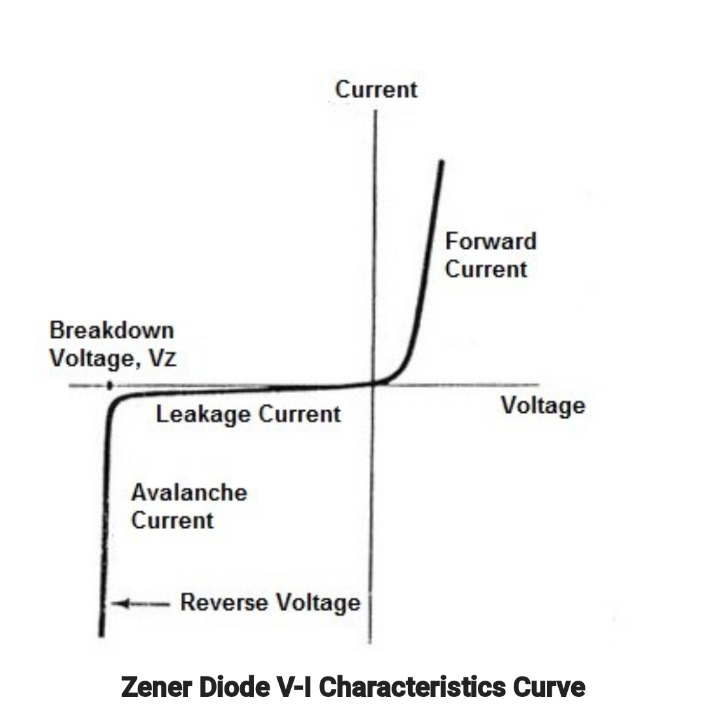 Current
Forward
Current
Breakdown
Voltage, Vz
Voltage
Leakage Current
Avalanche
Current
Reverse Voltage
Zener Diode V-I Characteristics Curve